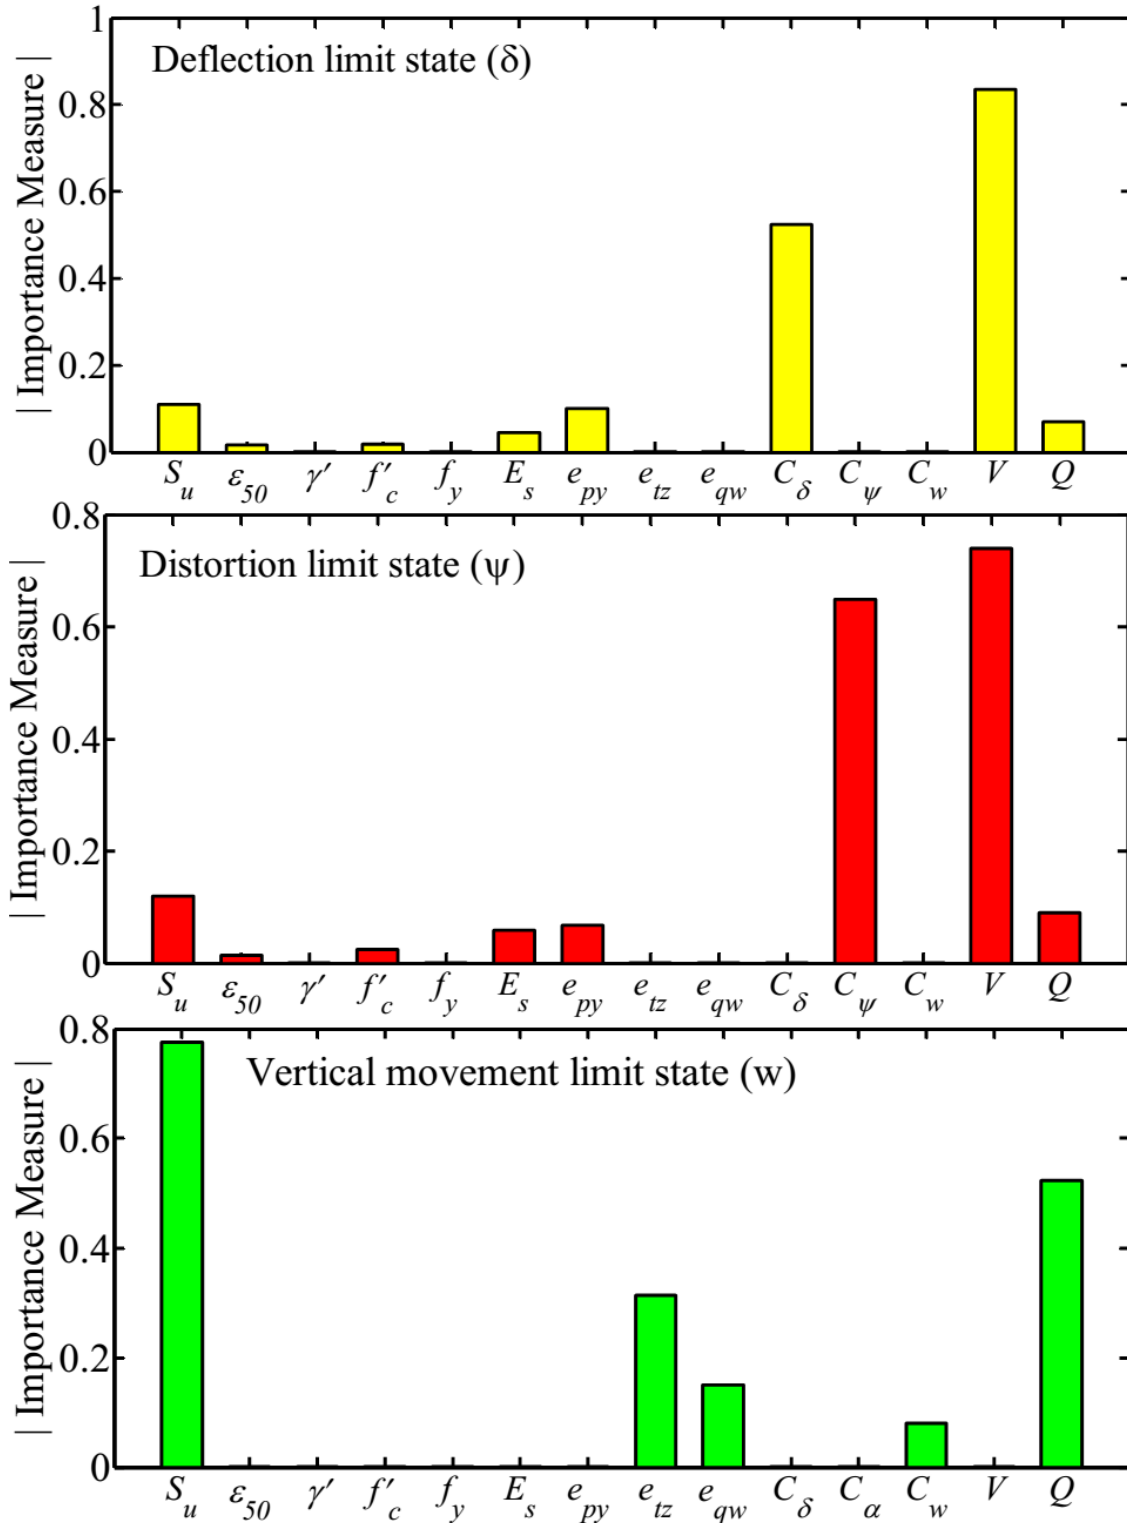 Deflection limit state (δ)
| Importance Measure |
1
0.8
0.6
0.4
0.2
0
S_u ε_50 γ′ f′_c f_y E_s e_py e_tz e_qw C_δ C_ψ C_w V Q
Distortion limit state (ψ)
| Importance Measure |
0.8
0.6
0.4
0.2
0
S_u ε_50 γ′ f′_c f_y E_s e_py e_tz e_qw C_δ C_ψ C_w V Q
Vertical movement limit state (w)
| Importance Measure |
0.8
0.6
0.4
0.2
0
S_u ε_50 γ′ f′_c f_y E_s e_py e_tz e_qw C_δ C_α C_w V Q